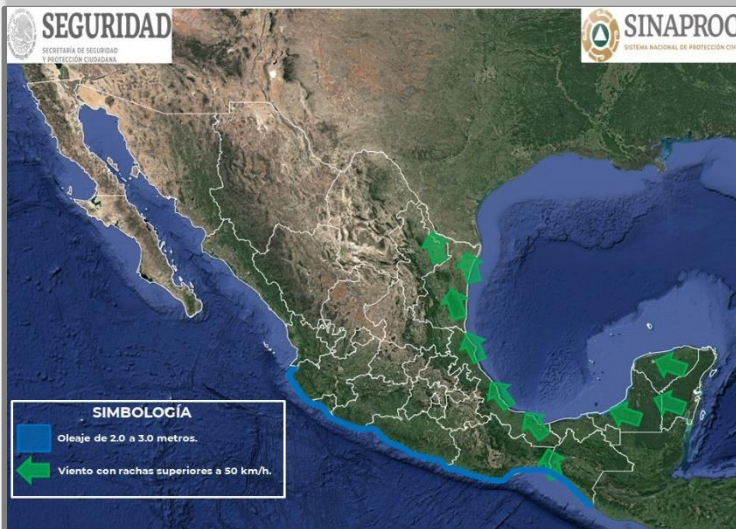 SEGURIDAD
SECRETARÍA DE SEGURIDAD
Y PROTECCIÓN CIUDADANA
SINAPROC
SISTEMA NACIONAL DE PROTECCIÓN CIV
SIMBOLOGÍA
Oleaje de 2.0 a 3.0 metros.
Viento con rachas superiores a 50 km/h.